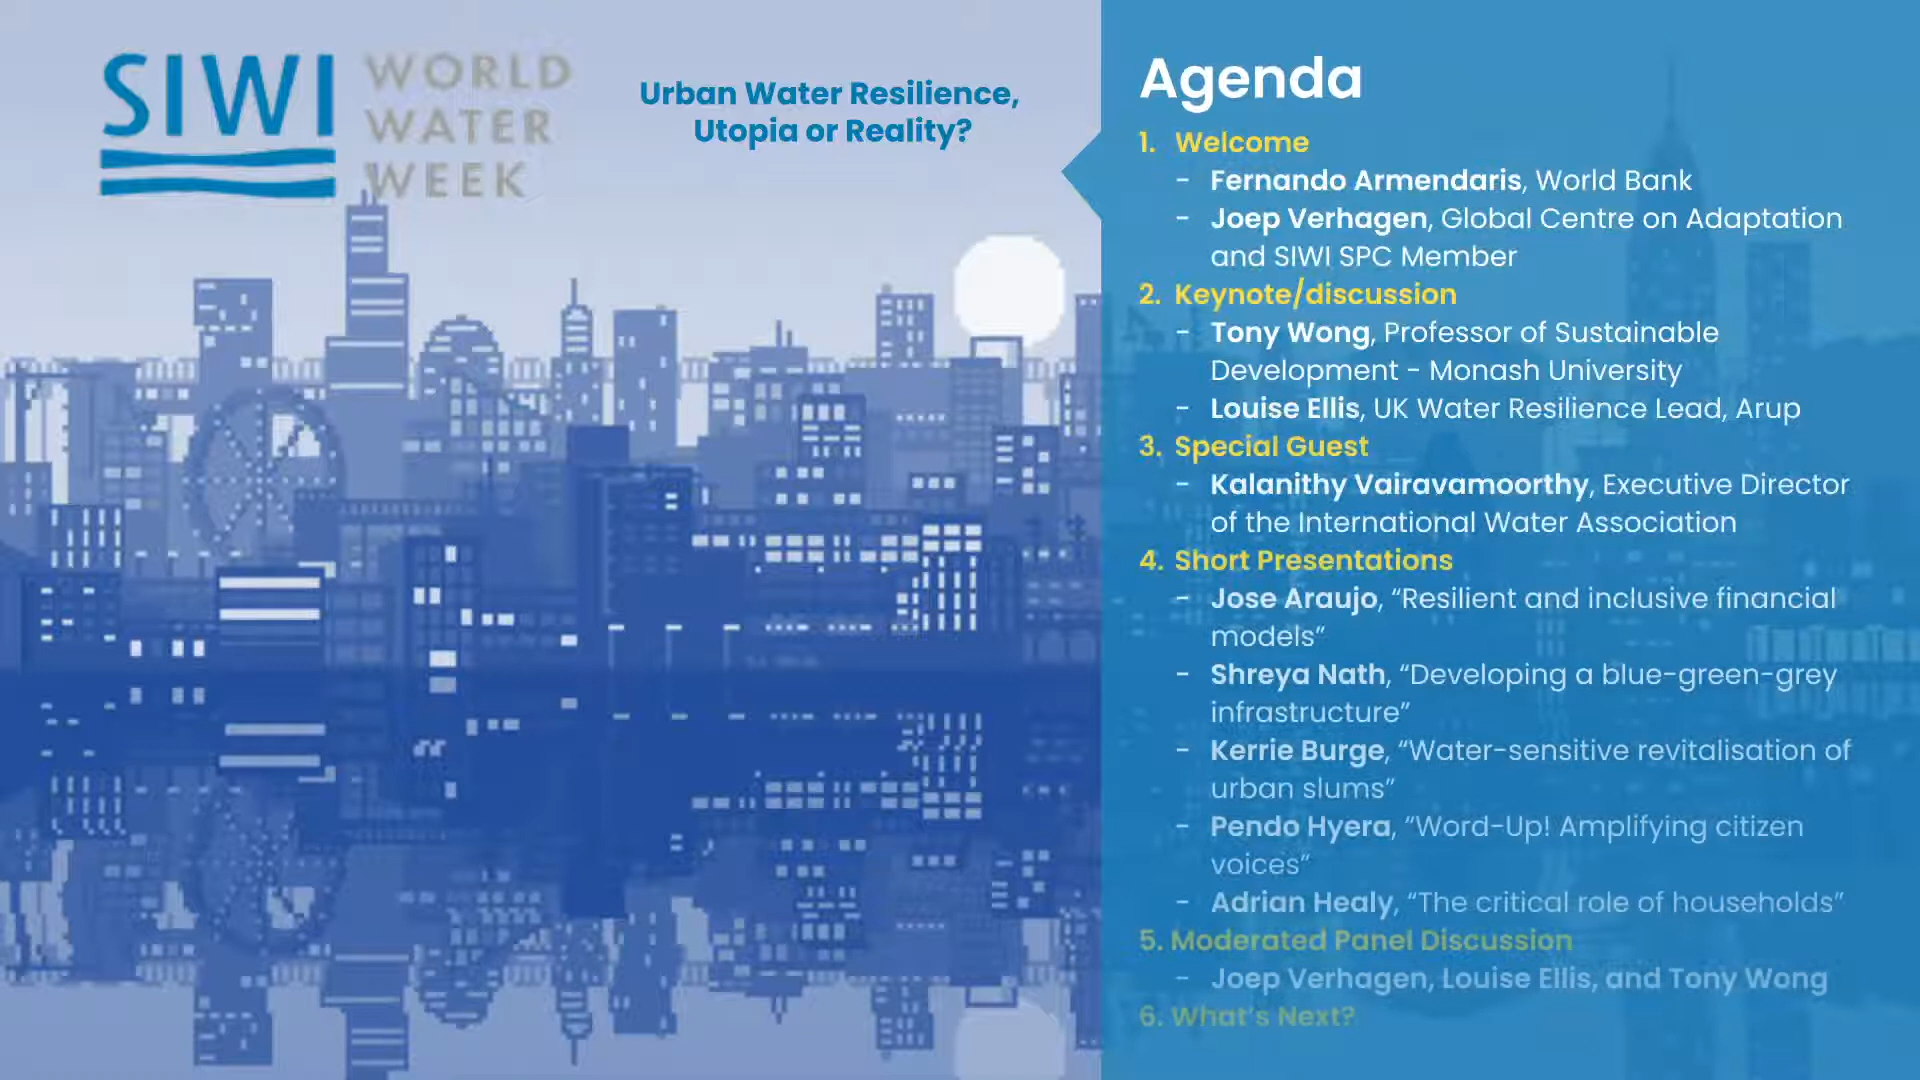 SIWI
WORLD
WATER
WEEK
Urban Water Resilience,
Utopia or Reality?
Agenda
1. Welcome
- Fernando Armendaris, World Bank
- Joep Verhagen, Global Centre on Adaptation
and SIWI SPC Member
2. Keynote/discussion
- Tony Wong, Professor of Sustainable
Development - Monash University
- Louise Ellis, UK Water Resilience Lead, Arup
3. Special Guest
- Kalanithy Vairavamoorthy, Executive Director
of the International Water Association
4. Short Presentations
- Jose Araujo, “Resilient and inclusive financial
models”
- Shreya Nath, “Developing a blue-green-grey
infrastructure”
- Kerrie Burge, “Water-sensitive revitalisation of
urban slums”
- Pendo Hyera, “Word-Up! Amplifying citizen
voices”
- Adrian Healy, “The critical role of households”
5. Moderated Panel Discussion
- Joep Verhagen, Louise Ellis, and Tony Wong
6. What’s Next?